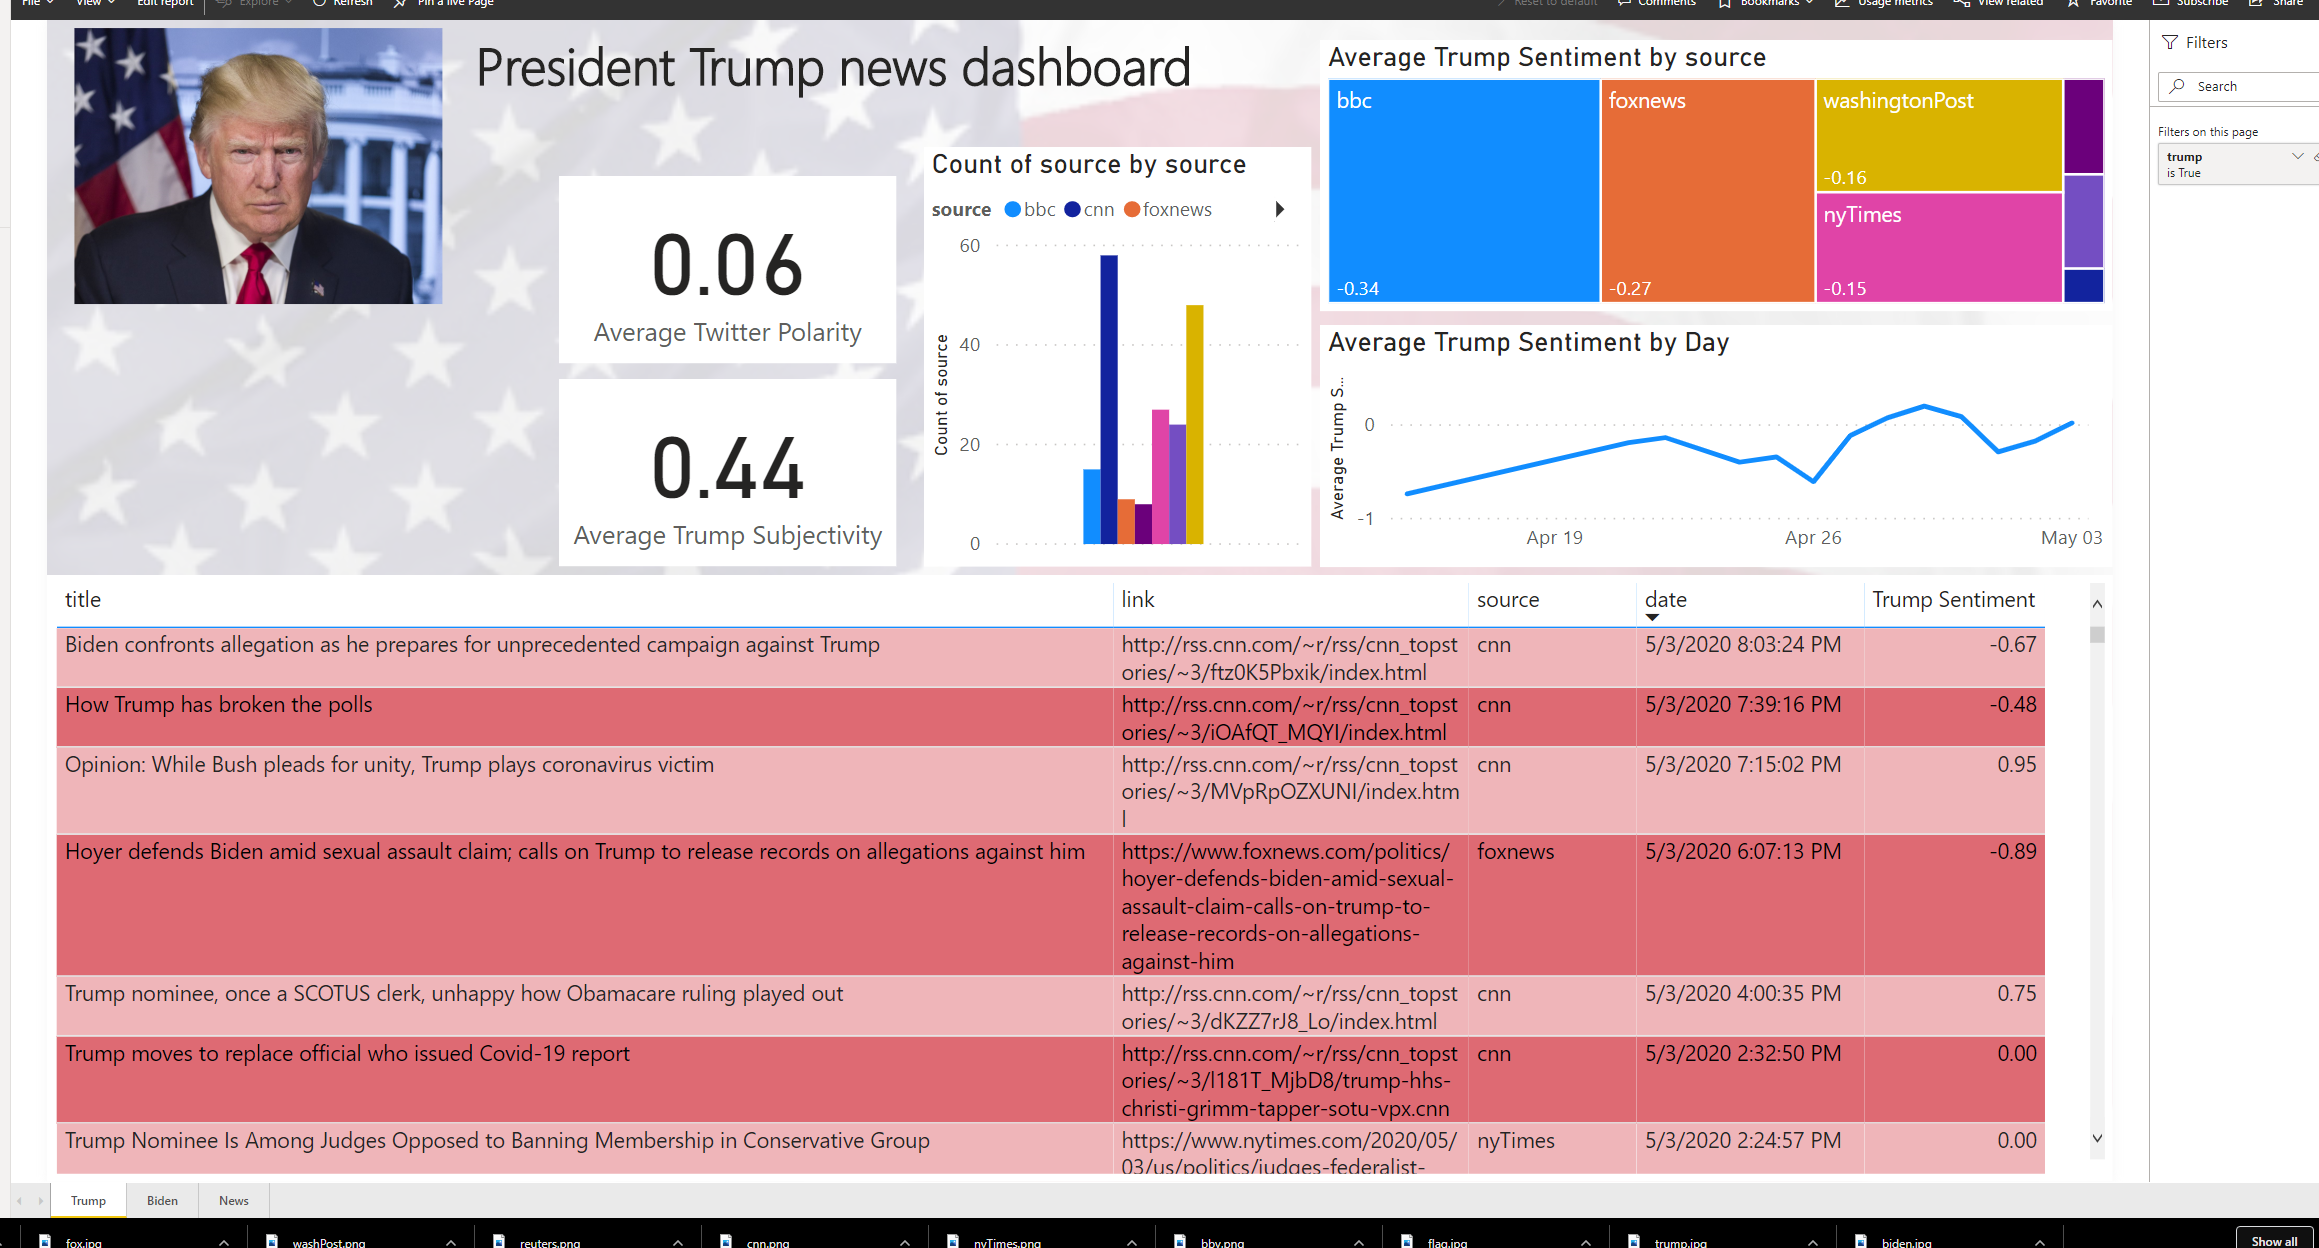 File View Edit report Explore Refresh Pin a live Page Reset to default Comments Bookmarks Usage metrics View related Favorite Subscribe Share
President Trump news dashboard
0.06
Average Twitter Polarity
0.44
Average Trump Subjectivity
Count of source by source
source bbc cnn foxnews
Count of source
60
40
20
0
Average Trump Sentiment by source
bbc
-0.34
foxnews
-0.27
washingtonPost
-0.16
nyTimes
-0.15
Average Trump Sentiment by Day
Average Trump S...
0
-1
Apr 19 Apr 26 May 03
Filters
Search
Filters on this page
trump
is True
title link source date Trump Sentiment
Biden confronts allegation as he prepares for unprecedented campaign against Trump http://rss.cnn.com/~r/rss/cnn_topst cnn 5/3/2020 8:03:24 PM -0.67
ories/~3/ftz0K5Pbxik/index.html
How Trump has broken the polls http://rss.cnn.com/~r/rss/cnn_topst cnn 5/3/2020 7:39:16 PM -0.48
ories/~3/iOAfQT_MQYI/index.html
Opinion: While Bush pleads for unity, Trump plays coronavirus victim http://rss.cnn.com/~r/rss/cnn_topst cnn 5/3/2020 7:15:02 PM 0.95
ories/~3/MVpRpOZXUNI/index.htm
l
Hoyer defends Biden amid sexual assault claim; calls on Trump to release records on allegations against him https://www.foxnews.com/politics/ foxnews 5/3/2020 6:07:13 PM -0.89
hoyer-defends-biden-amid-sexual-
assault-claim-calls-on-trump-to-
release-records-on-allegations-
against-him
Trump nominee, once a SCOTUS clerk, unhappy how Obamacare ruling played out http://rss.cnn.com/~r/rss/cnn_topst cnn 5/3/2020 4:00:35 PM 0.75
ories/~3/dKZZ7rJ8_Lo/index.html
Trump moves to replace official who issued Covid-19 report http://rss.cnn.com/~r/rss/cnn_topst cnn 5/3/2020 2:32:50 PM 0.00
ories/~3/l181T_MjbD8/trump-hhs-
christi-grimm-tapper-sotu-vpx.cnn
Trump Nominee Is Among Judges Opposed to Banning Membership in Conservative Group https://www.nytimes.com/2020/05/ nyTimes 5/3/2020 2:24:57 PM 0.00
03/us/politics/judges-federalist-
Trump Biden News
fox.jpg washPost.png reuters.png cnn.png nyTimes.png bby.png flag.jpg trump.jpg biden.jpg Show all